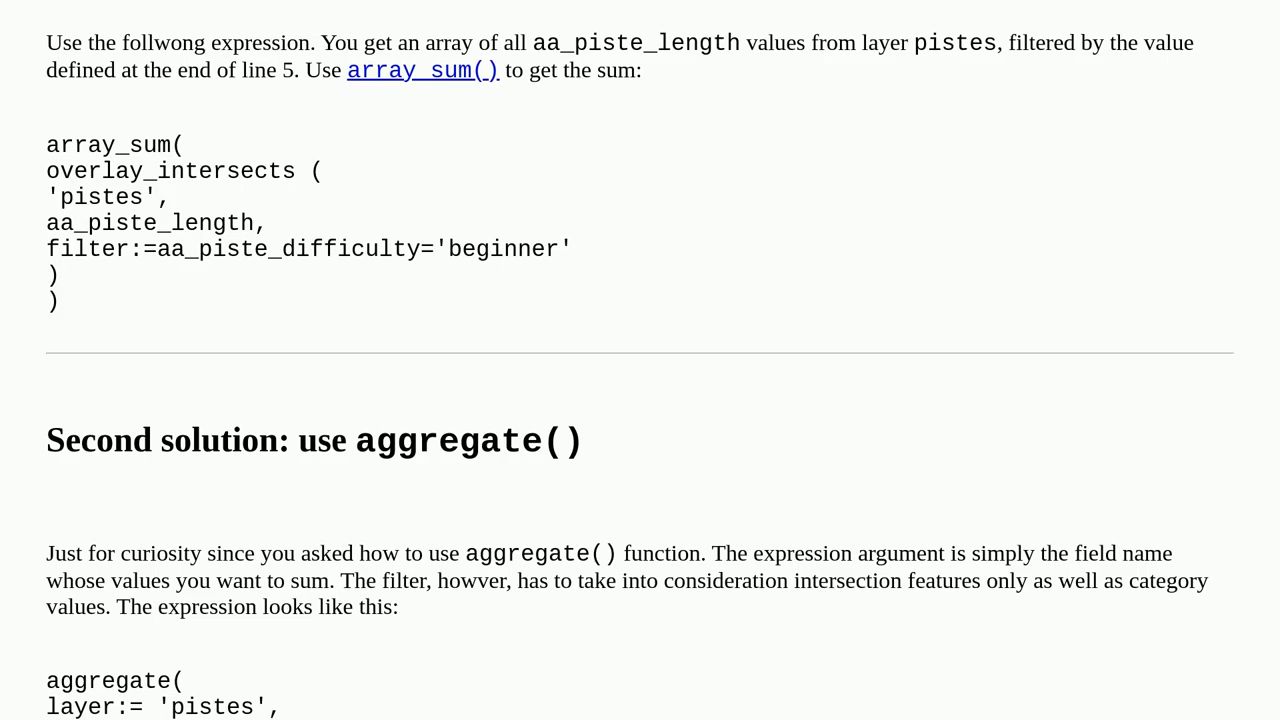 Use the follwong expression. You get an array of all aa_piste_length values from layer pistes, filtered by the value
defined at the end of line 5. Use array_sum() to get the sum:
array_sum(
overlay_intersects (
'pistes',
aa_piste_length,
filter:=aa_piste_difficulty='beginner'
)
)
Second solution: use aggregate()
Just for curiosity since you asked how to use aggregate() function. The expression argument is simply the field name
whose values you want to sum. The filter, howver, has to take into consideration intersection features only as well as category
values. The expression looks like this:
aggregate(
layer:= 'pistes',